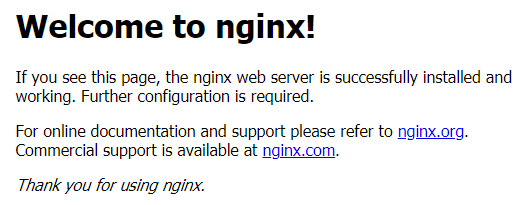 Welcome to nginx!
If you see this page, the nginx web server is successfully installed and
working. Further configuration is required.
For online documentation and support please refer to nginx.org.
Commercial support is available at nginx.com.
Thank you for using nginx.